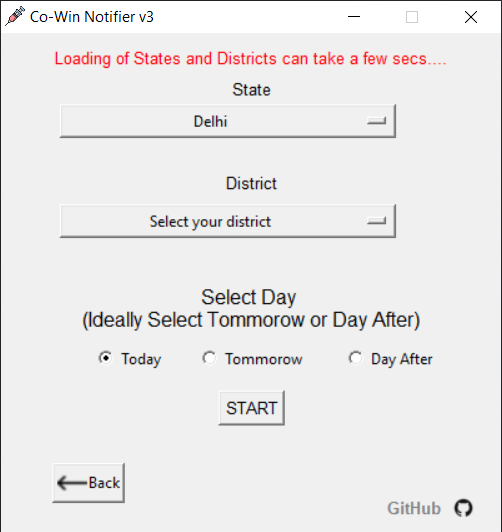 Co-Win Notifier v3
Loading of States and Districts can take a few secs....
State
Delhi
District
Select your district
Select Day
(Ideally Select Tommorow or Day After)
Today Tommorow Day After
START
Back
GitHub